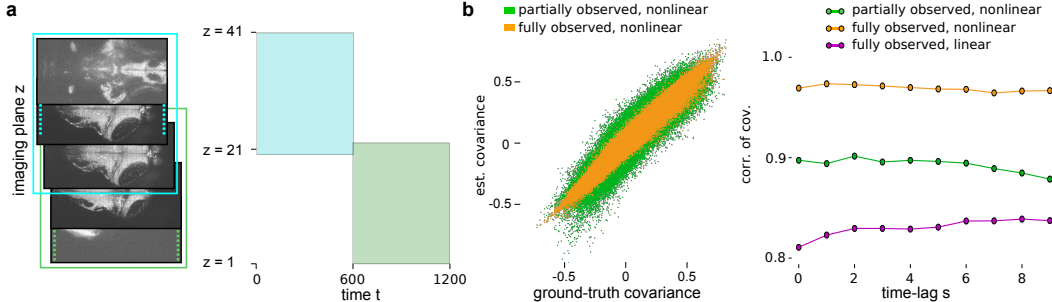 a
imaging plane z
z = 41
z = 21
z = 1
0
600
1200
time t
b
partially observed, nonlinear
fully observed, nonlinear
est. covariance
0.5
0
-0.5
-0.5
0
0.5
ground-truth covariance
partially observed, nonlinear
fully observed, nonlinear
fully observed, linear
corr. of cov.
1.0
0.9
0.8
0
2
4
6
8
time-lag s